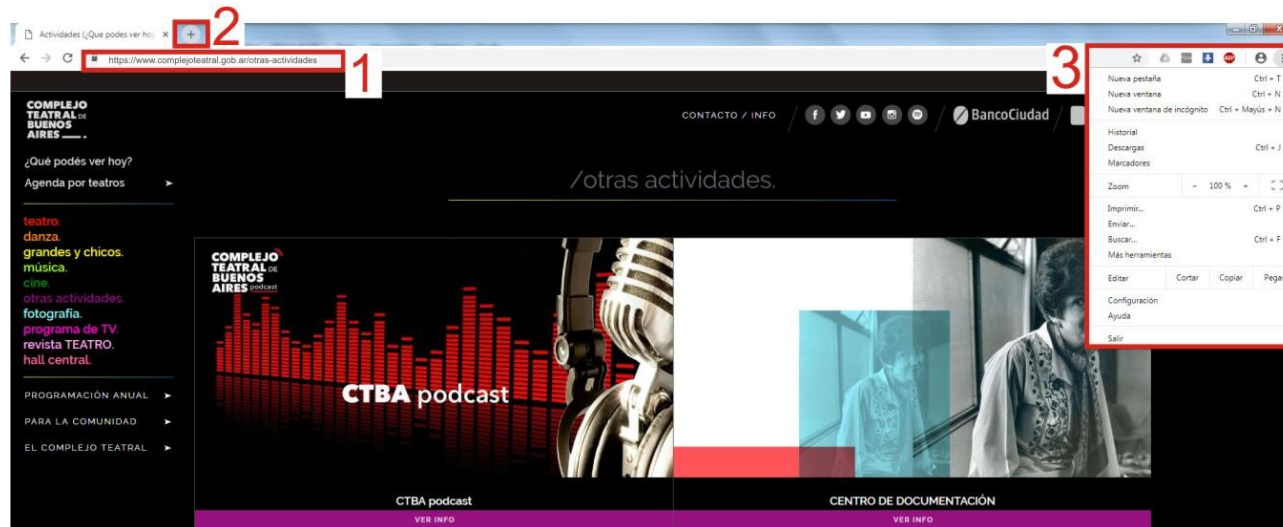 Actividades (¿Que podes ver hoy
2
https://www.complejoteatral.gob.ar/otras-actividades
1
3
ABP
Nueva pestaña Ctrl + T
Nueva ventana Ctrl + N
Nueva ventana de incógnito Ctrl + Mayús + N
Historial
Descargas Ctrl + J
Marcadores
Zoom - 100 % +
Imprimir... Ctrl + P
Enviar...
Buscar... Ctrl + F
Más herramientas
Editar Cortar Copiar Pega
Configuración
Ayuda
Salir
COMPLEJO
TEATRAL DE
BUENOS
AIRES
CONTACTO / INFO
BancoCiudad
¿Qué podés ver hoy?
Agenda por teatros
/otras actividades.
teatro.
danza.
grandes y chicos.
música.
cine.
otras actividades.
fotografía.
programa de TV.
revista TEATRO.
hall central.
PROGRAMACIÓN ANUAL
PARA LA COMUNIDAD
EL COMPLEJO TEATRAL
COMPLEJO
TEATRAL DE
BUENOS
AIRES podcast
CTBA podcast
CTBA podcast
VER INFO
CENTRO DE DOCUMENTACIÓN
VER INFO